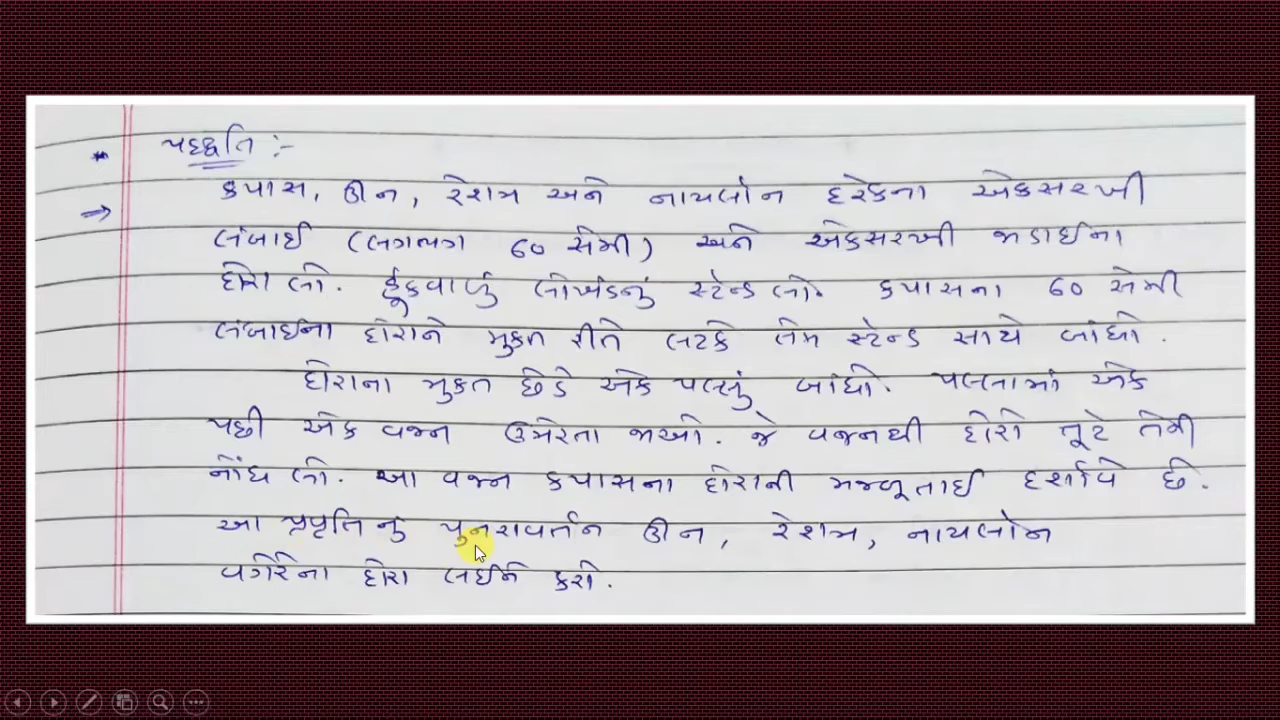 * પદ્ધતિ :-
⇒ કપાસ, ઊન, રેશમ અને નાયલોન દરેકના એકસરખી
લંબાઈ (લગભગ 60 સેમી) અને એકસરખી જાડાઈના
દોરા લો. હૂકવાળું લોખંડનું સ્ટેન્ડ લો. કપાસના 60 સેમી
લંબાઈના દોરાને મુક્ત રીતે લટકે તેમ સ્ટેન્ડ સાથે બાંધો.
દોરાના મુક્ત છેડે એક પલ્લું બાંધો. પલ્લામાં એક
પછી એક વજન ઉમેરતા જાઓ. જે વજનથી દોરો તૂટે તેની
નોંધ લો. આ વજન કપાસના દોરાની મજબૂતાઈ દર્શાવે છે.
આ પ્રવૃત્તિ નું પુનરાવર્તન ઊન, રેશમ, નાયલોન
વગેરેના દોરા લઈને કરો.